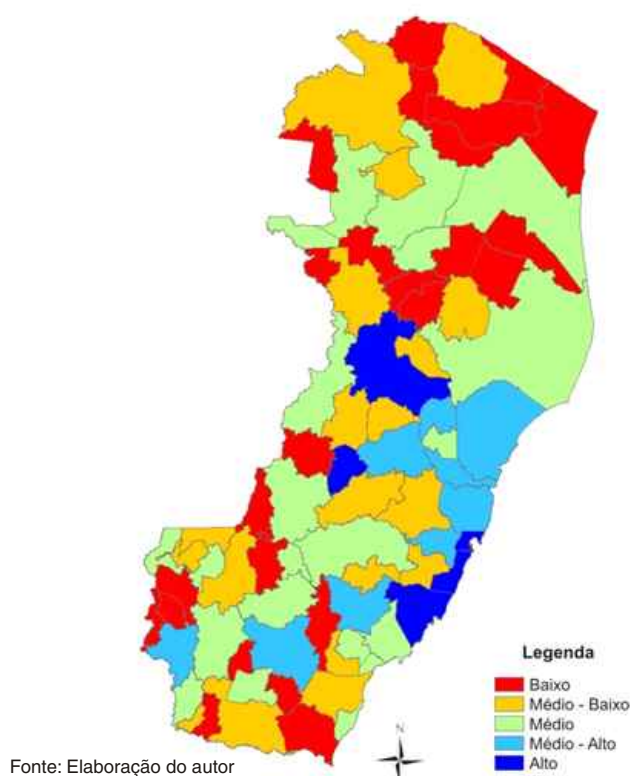 N
Legenda
Baixo
Médio - Baixo
Médio
Médio - Alto
Alto
Fonte: Elaboração do autor